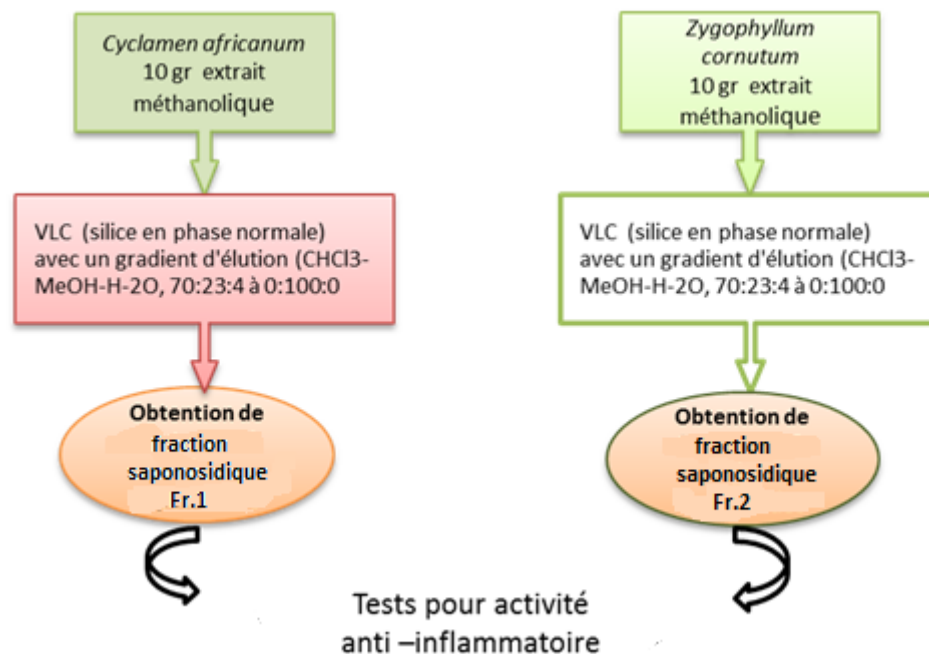 Cyclamen africanum
10 gr extrait
méthanolique
VLC (silice en phase normale)
avec un gradient d'élution (CHCl3-
MeOH-H-2O, 70:23:4 à 0:100:0
Obtention de
fraction
saponosidique
Fr.1
Zygophyllum
cornutum
10 gr extrait
méthanolique
VLC (silice en phase normale)
avec un gradient d'élution (CHCl3-
MeOH-H-2O, 70:23:4 à 0:100:0
Obtention de
fraction
saponosidique
Fr.2
Tests pour activité
anti –inflammatoire